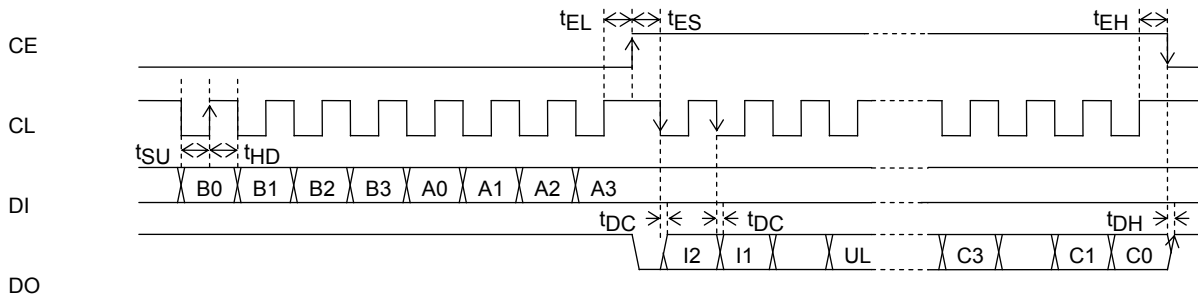 tEL tES tEH
CE
CL
tSU tHD
B0 B1 B2 B3 A0 A1 A2 A3
DI
tDC tDC tDH
I2 I1 UL C3 C1 C0
DO